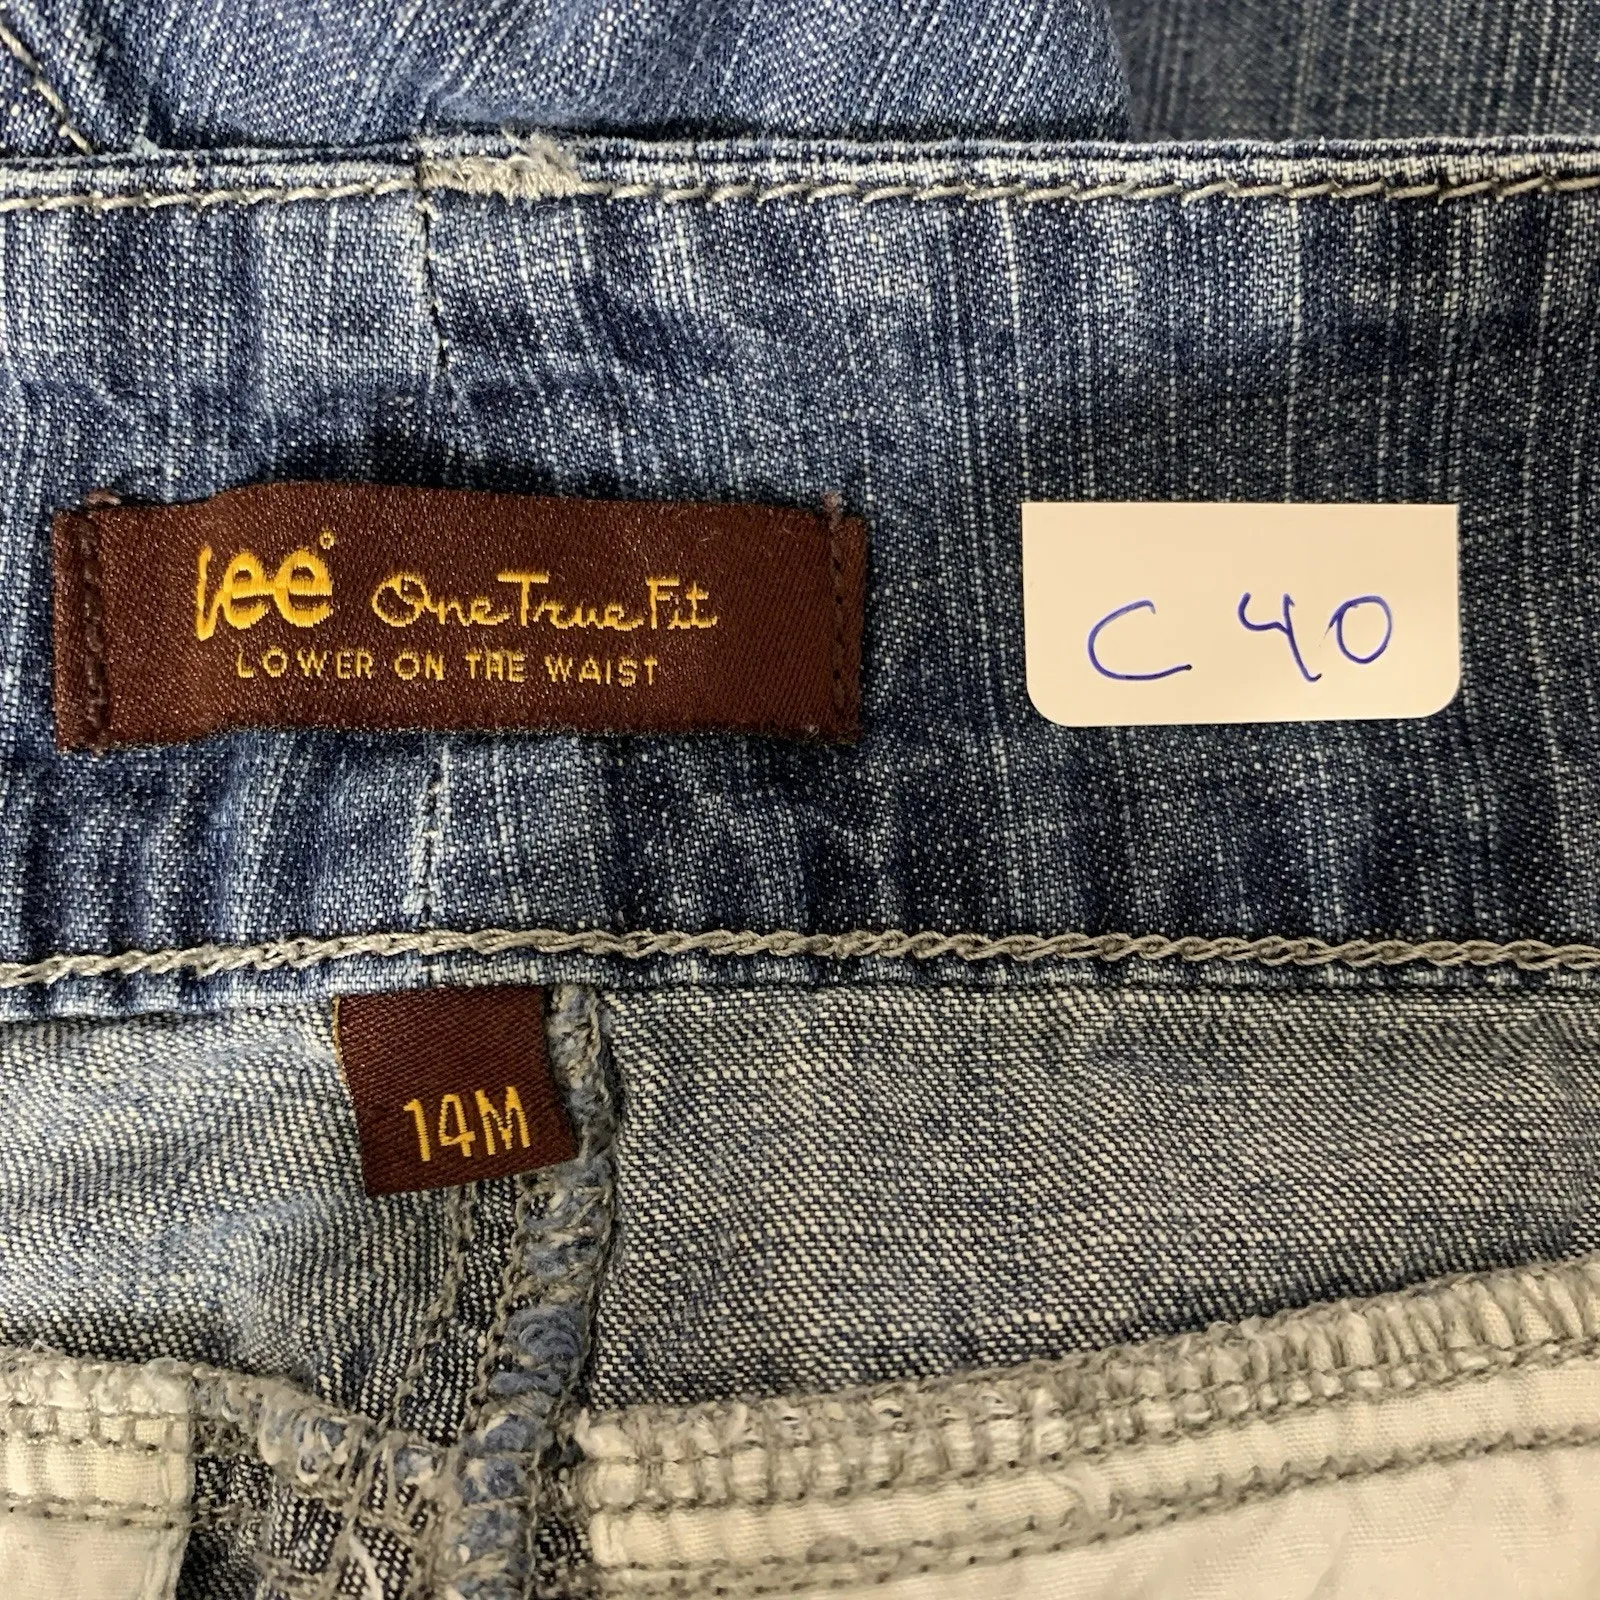 Lee® One True Fit
LOWER ON THE WAIST
C 40
14M